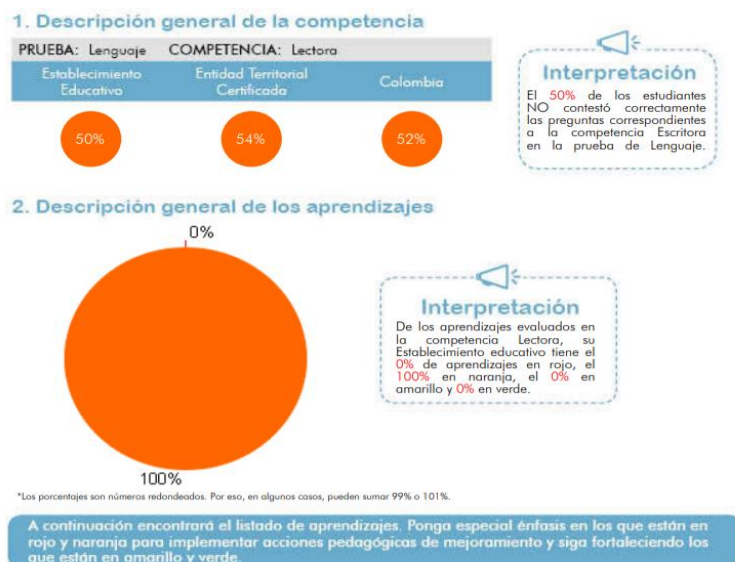 1. Descripción general de la competencia
PRUEBA: Lenguaje COMPETENCIA: Lectora
Establecimiento Educativo
Entidad Territorial Certificada
Colombia
50%
54%
52%
Interpretación
El 50% de los estudiantes
NO contestó correctamente
las preguntas correspondientes
a la competencia Escritora
en la prueba de Lenguaje.
2. Descripción general de los aprendizajes
0%
100%
Interpretación
De los aprendizajes evaluados en
la competencia Lectora, su
Establecimiento educativo tiene el
0% de aprendizajes en rojo, el
100% en naranja, el 0% en
amarillo y 0% en verde.
*Los porcentajes son números redondeados. Por eso, en algunos casos, pueden sumar 99% o 101%.
A continuación encontrará el listado de aprendizajes. Ponga especial énfasis en los que están en
rojo y naranja para implementar acciones pedagógicas de mejoramiento y siga fortaleciendo los
que están en amarillo y verde.